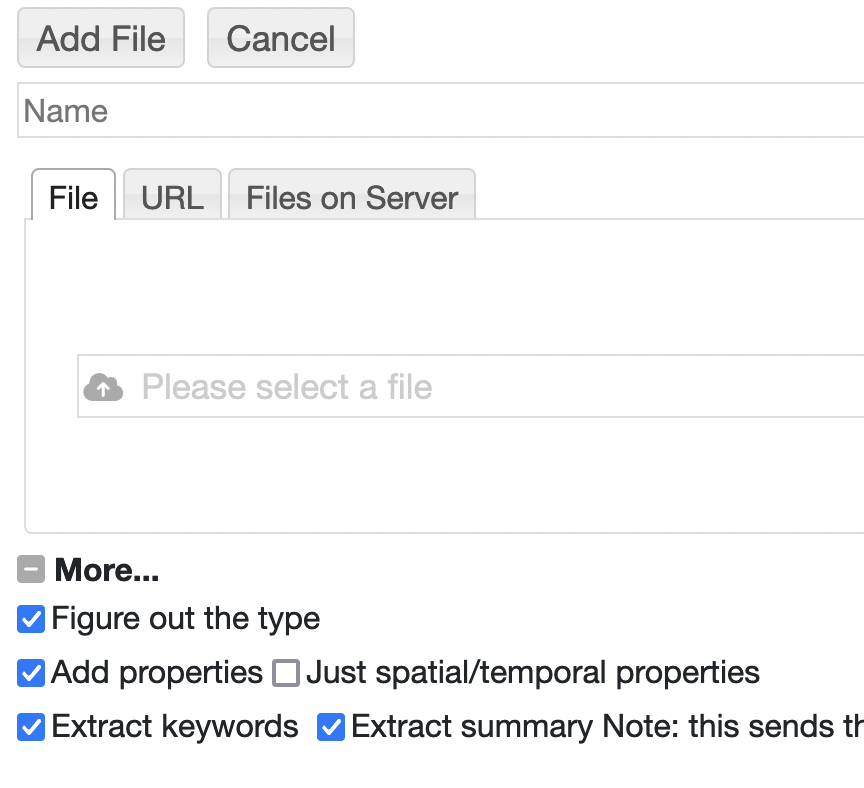 Add File Cancel
Name
File URL Files on Server
Please select a file
More...
Figure out the type
Add properties Just spatial/temporal properties
Extract keywords Extract summary Note: this sends